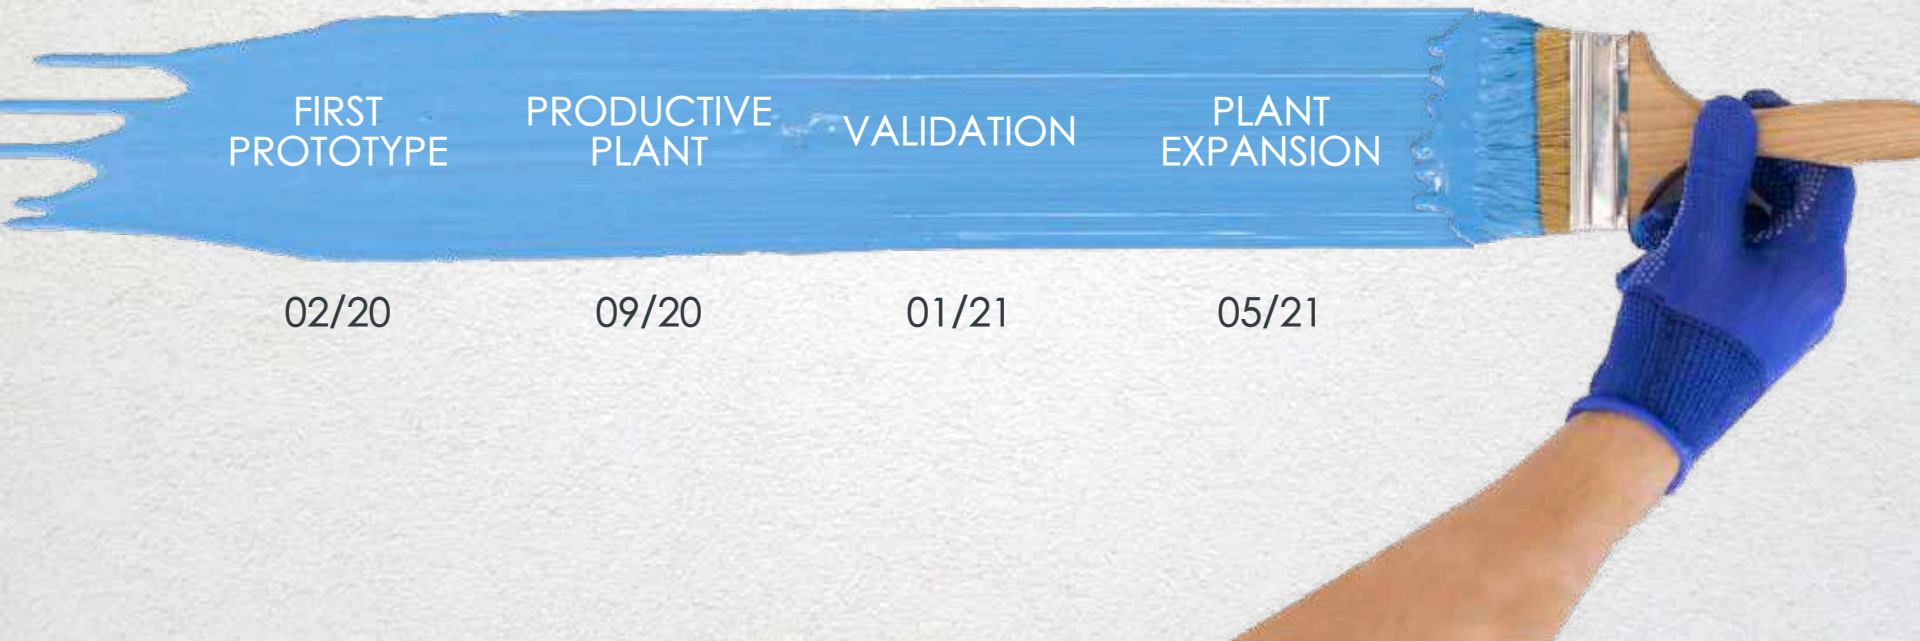 FIRST
PROTOTYPE
PRODUCTIVE
PLANT
VALIDATION
PLANT
EXPANSION
02/20
09/20
01/21
05/21